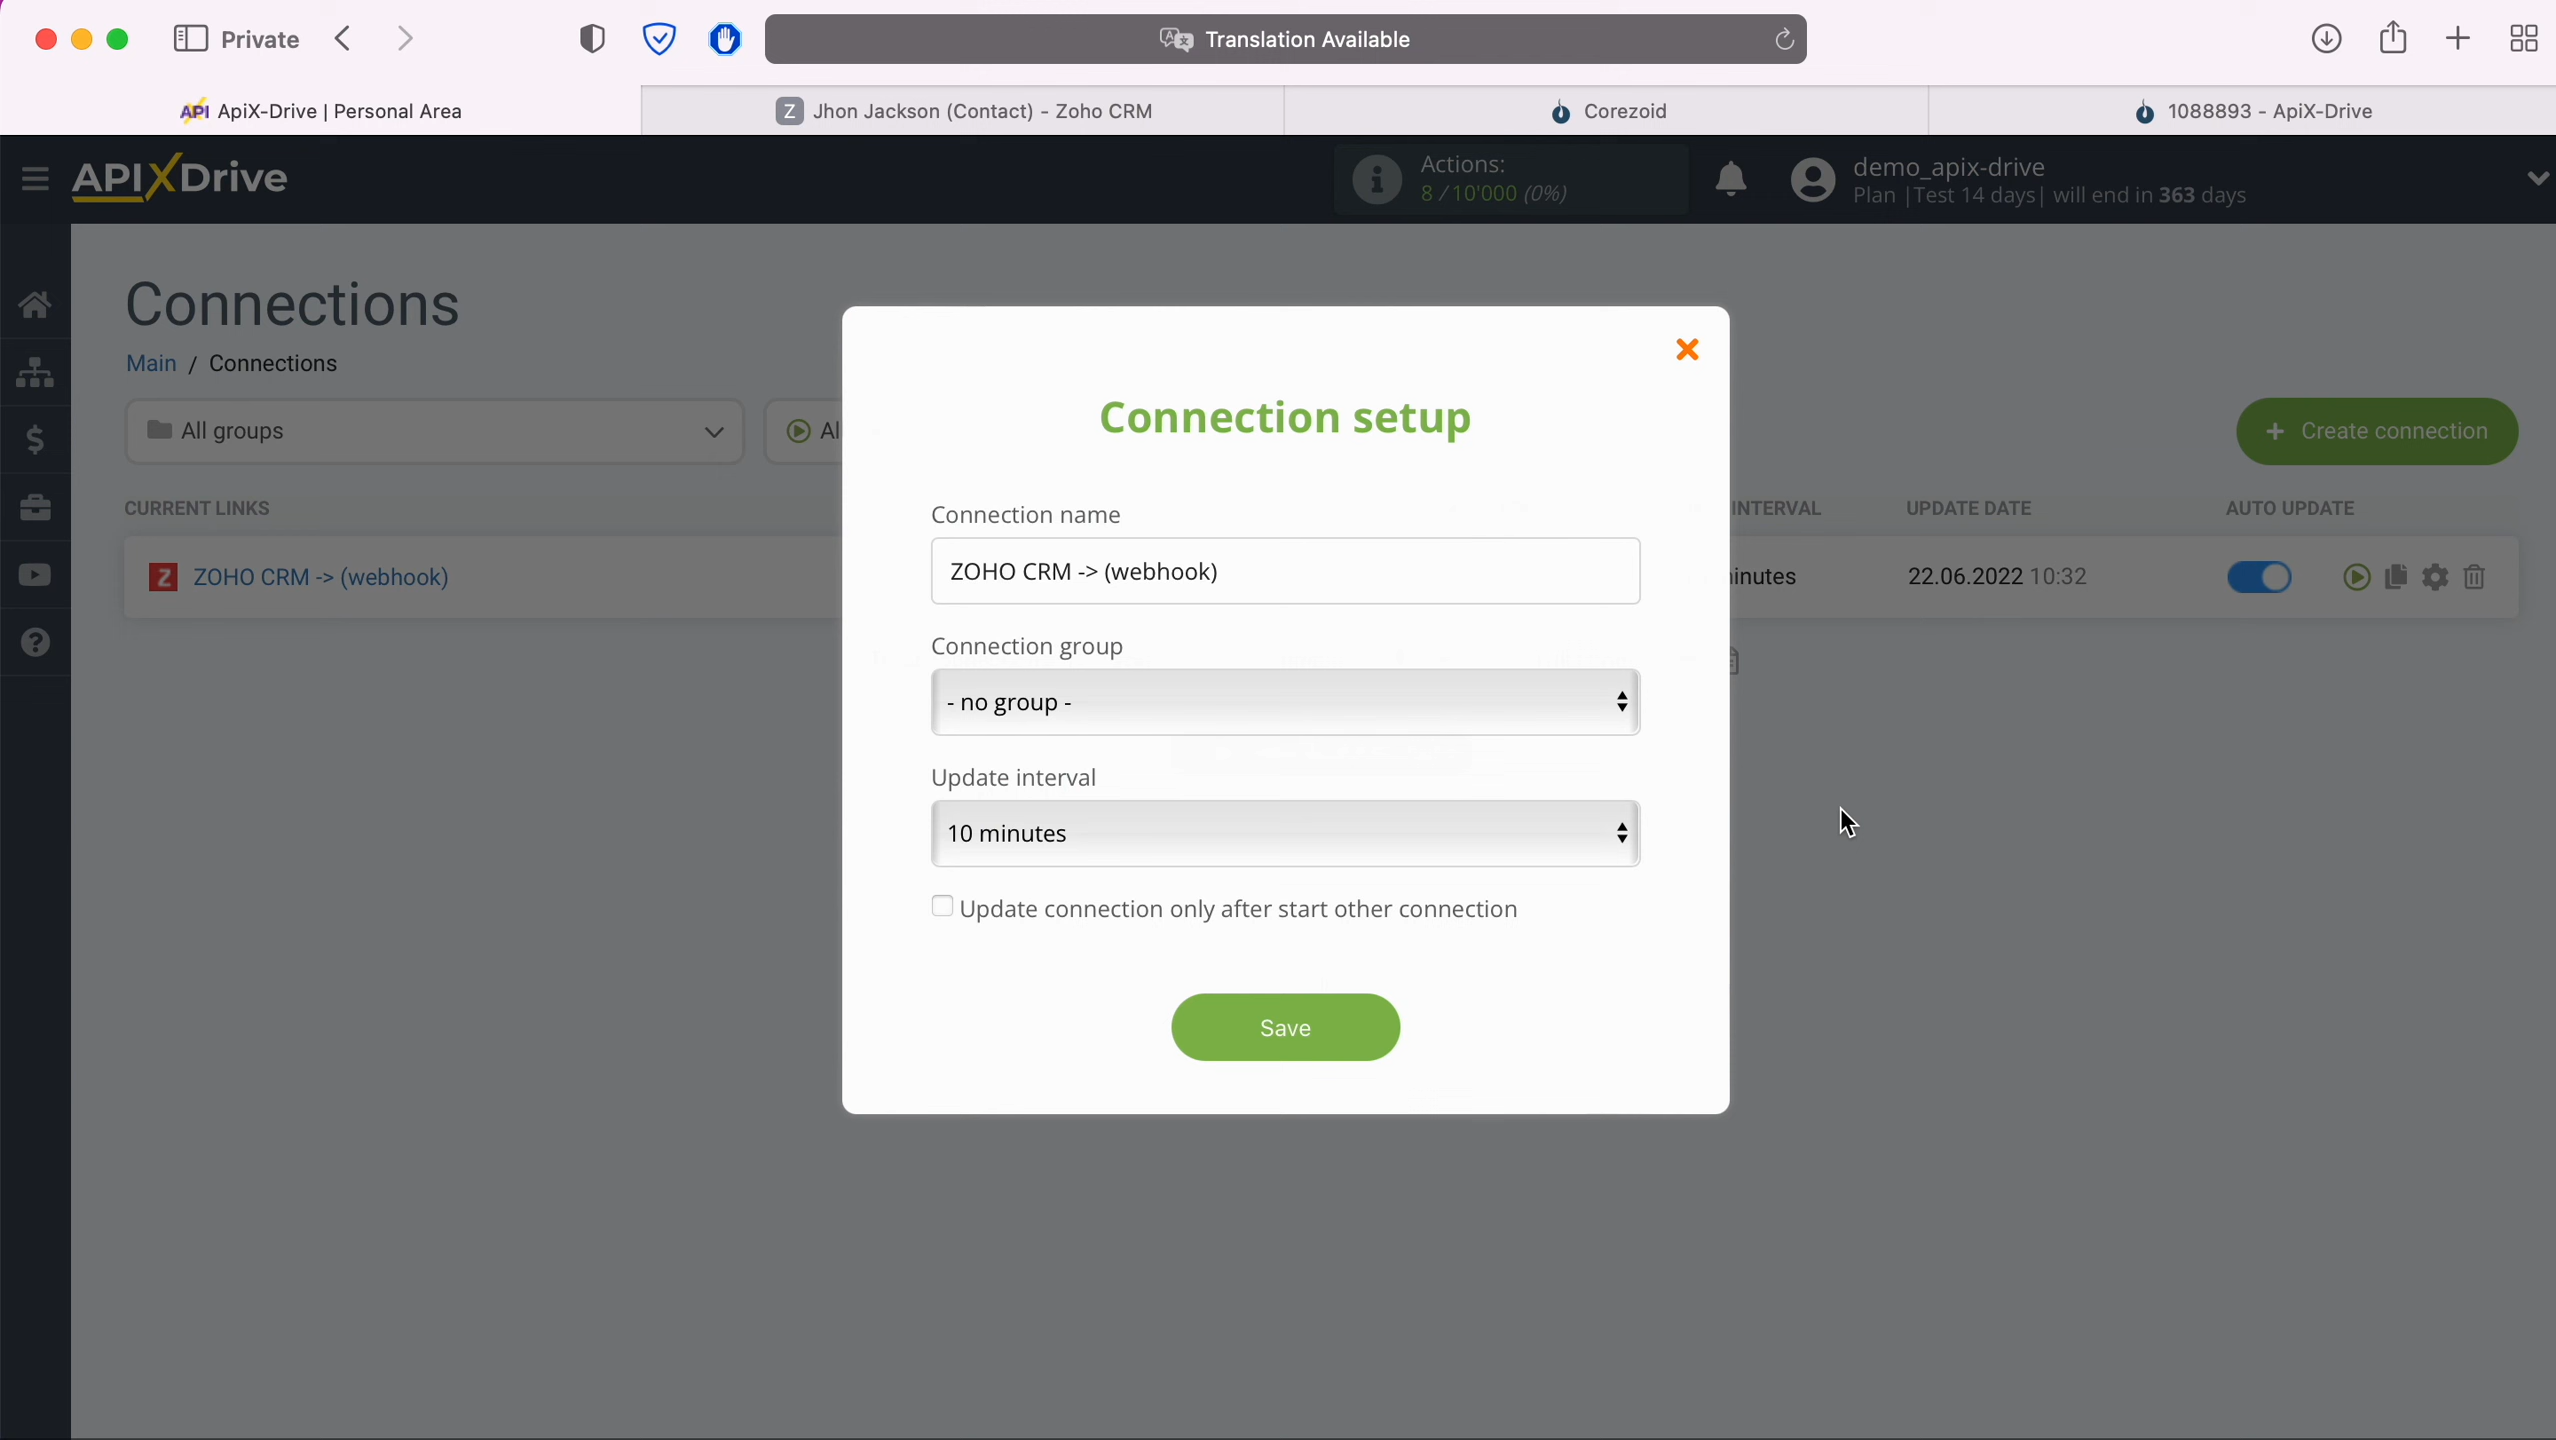 Private
Translation Available
API ApiX-Drive | Personal Area
Z Jhon Jackson (Contact) - Zoho CRM
Corezoid
1088893 - ApiX-Drive
APIXDrive
Actions:
8 / 10'000 (0%)
demo_apix-drive
Plan |Test 14 days| will end in 363 days
Connections
Main / Connections
All groups
Al
Create connection
CURRENT LINKS
INTERVAL
UPDATE DATE
AUTO UPDATE
Z ZOHO CRM -> (webhook)
inutes
22.06.2022 10:32
Connection setup
Connection name
ZOHO CRM -> (webhook)
Connection group
- no group -
Update interval
10 minutes
Update connection only after start other connection
Save